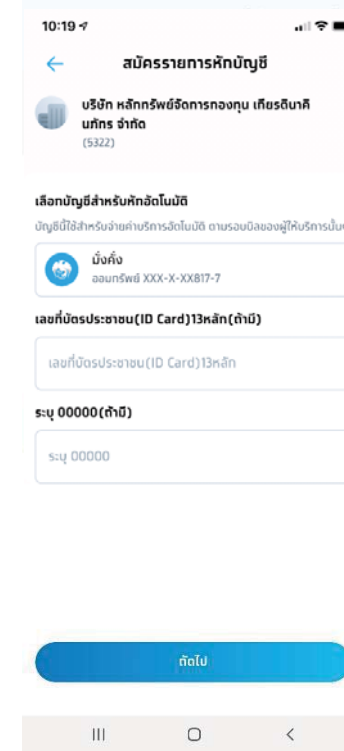 10:19
สมัครรายการหักบัญชี
บริษัท หลักทรัพย์จัดการกองทุน เกียรตินาคิ
นภัทร จำกัด
(5322)
เลือกบัญชีสำหรับหักอัตโนมัติ
บัญชีนี้ใช้สำหรับจ่ายค่าบริการอัตโนมัติ ตามรอบบิลของผู้ให้บริการนั้น
มั่งคั่ง
ออมทรัพย์ XXX-X-XX817-7
เลขที่บัตรประชาชน(ID Card)13หลัก(ถ้ามี)
เลขที่บัตรประชาชน(ID Card)13หลัก
ระบุ 00000(ถ้ามี)
ระบุ 00000
ถัดไป